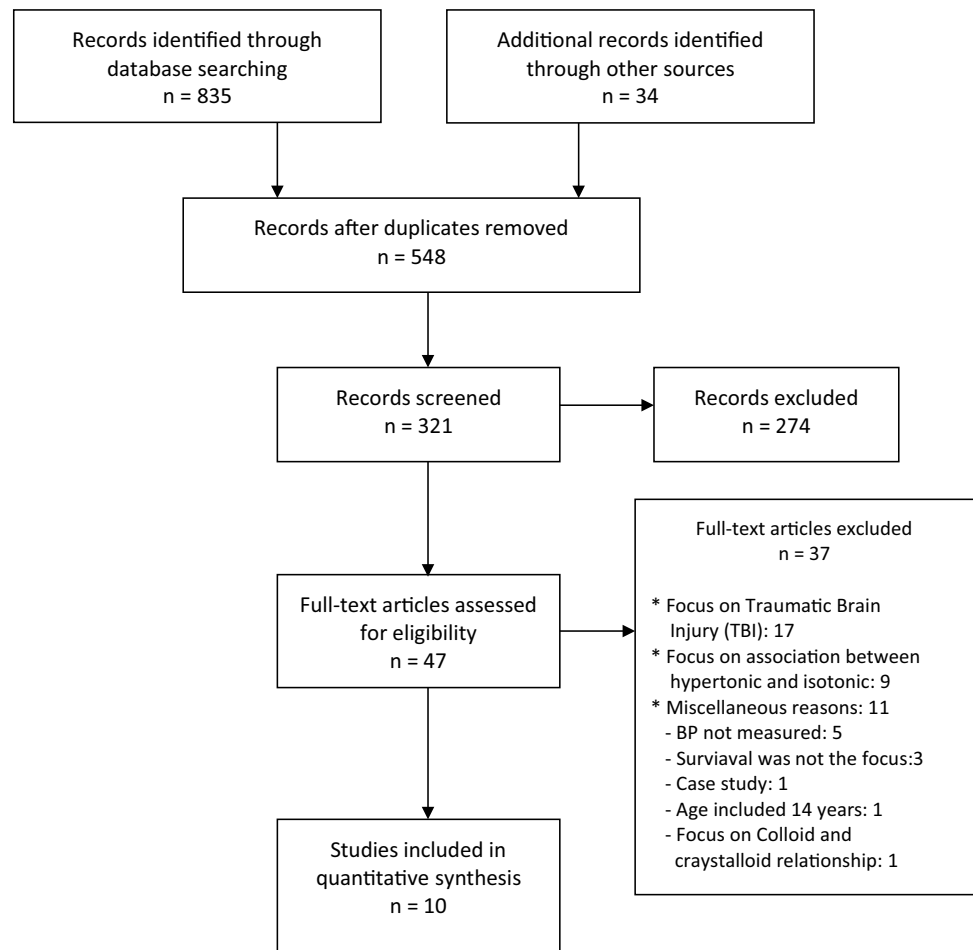 Records identified through
database searching
n = 835
Additional records identified
through other sources
n = 34
Records after duplicates removed
n = 548
Records screened
n = 321
Records excluded
n = 274
Full-text articles assessed
for eligibility
n = 47
Full-text articles excluded
n = 37
* Focus on Traumatic Brain
Injury (TBI): 17
* Focus on association between
hypertonic and isotonic: 9
* Miscellaneous reasons: 11
- BP not measured: 5
- Surviaval was not the focus:3
- Case study: 1
- Age included 14 years: 1
- Focus on Colloid and
craystalloid relationship: 1
Studies included in
quantitative synthesis
n = 10